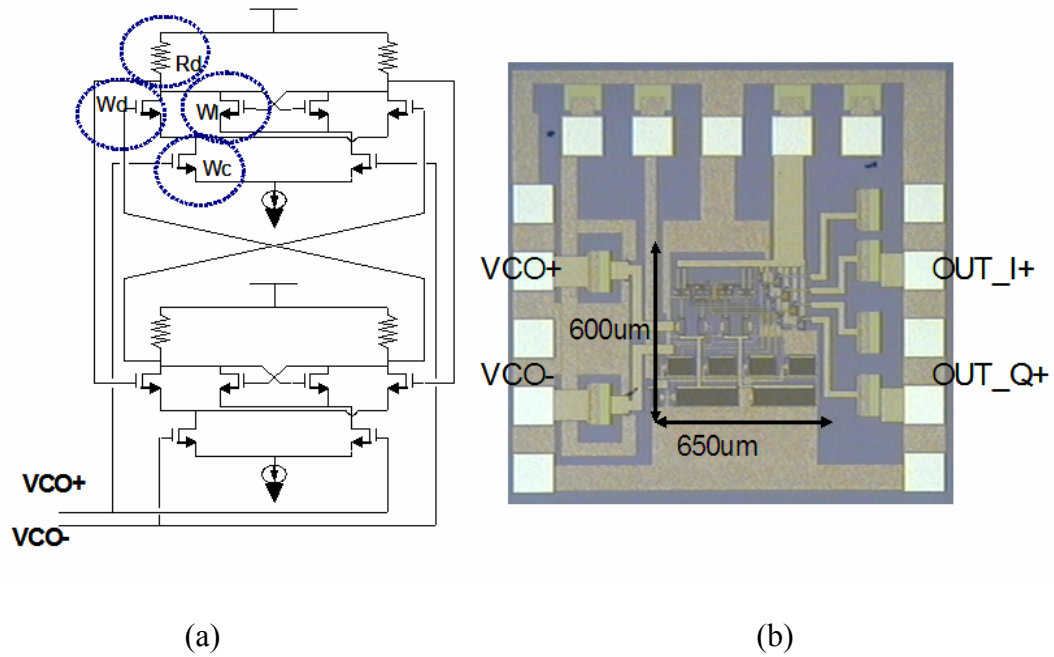 Rd
Wd
Wl
Wc
VCO+
VCO-
VCO+
OUT_I+
600um
VCO-
OUT_Q+
650um
(a)
(b)